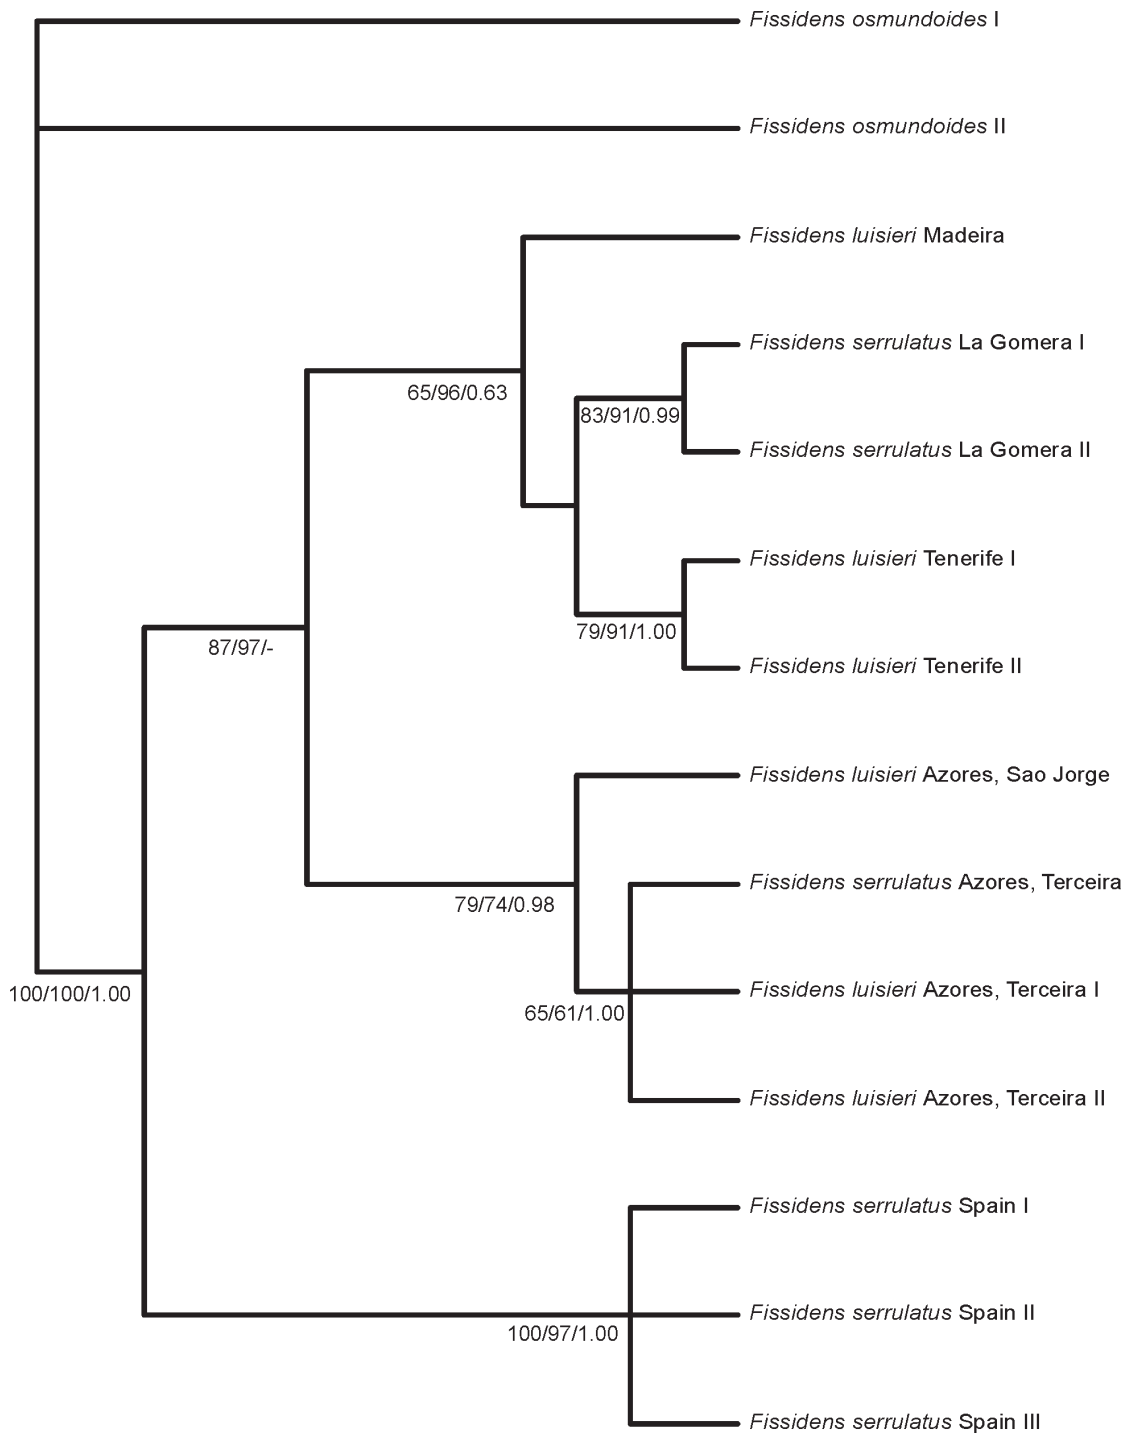 Fissidens osmundoides I
Fissidens osmundoides II
Fissidens luisieri Madeira
Fissidens serrulatus La Gomera I
65/96/0.63
83/91/0.99
Fissidens serrulatus La Gomera II
Fissidens luisieri Tenerife I
79/91/1.00
87/97/-
Fissidens luisieri Tenerife II
Fissidens luisieri Azores, Sao Jorge
Fissidens serrulatus Azores, Terceira
79/74/0.98
Fissidens luisieri Azores, Terceira I
100/100/1.00
65/61/1.00
Fissidens luisieri Azores, Terceira II
Fissidens serrulatus Spain I
Fissidens serrulatus Spain II
100/97/1.00
Fissidens serrulatus Spain III